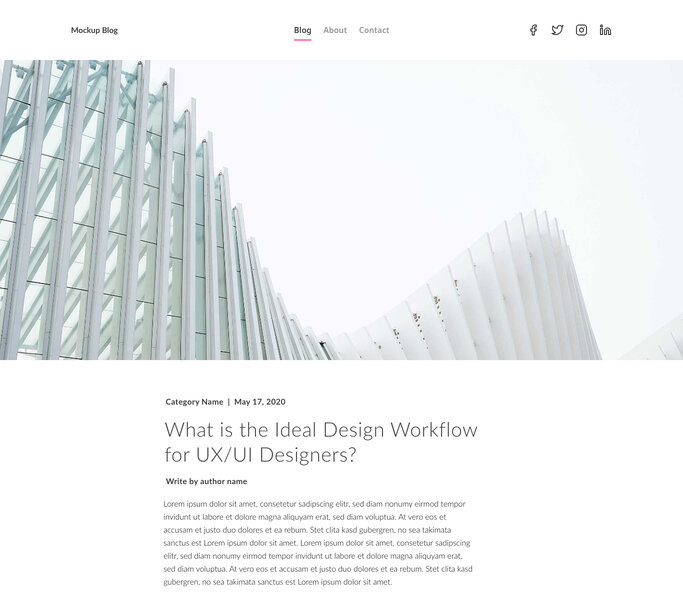 Mockup Blog
Blog About Contact
Category Name | May 17, 2020
What is the Ideal Design Workflow
for UX/UI Designers?
Write by author name
Lorem ipsum dolor sit amet, consetetur sadipscing elitr, sed diam nonumy eirmod tempor
invidunt ut labore et dolore magna aliquyam erat, sed diam voluptua. At vero eos et
accusam et justo duo dolores et ea rebum. Stet clita kasd gubergren, no sea takimata
sanctus est Lorem ipsum dolor sit amet. Lorem ipsum dolor sit amet, consetetur sadipscing
elitr, sed diam nonumy eirmod tempor invidunt ut labore et dolore magna aliquyam erat,
sed diam voluptua. At vero eos et accusam et justo duo dolores et ea rebum. Stet clita kasd
gubergren, no sea takimata sanctus est Lorem ipsum dolor sit amet.